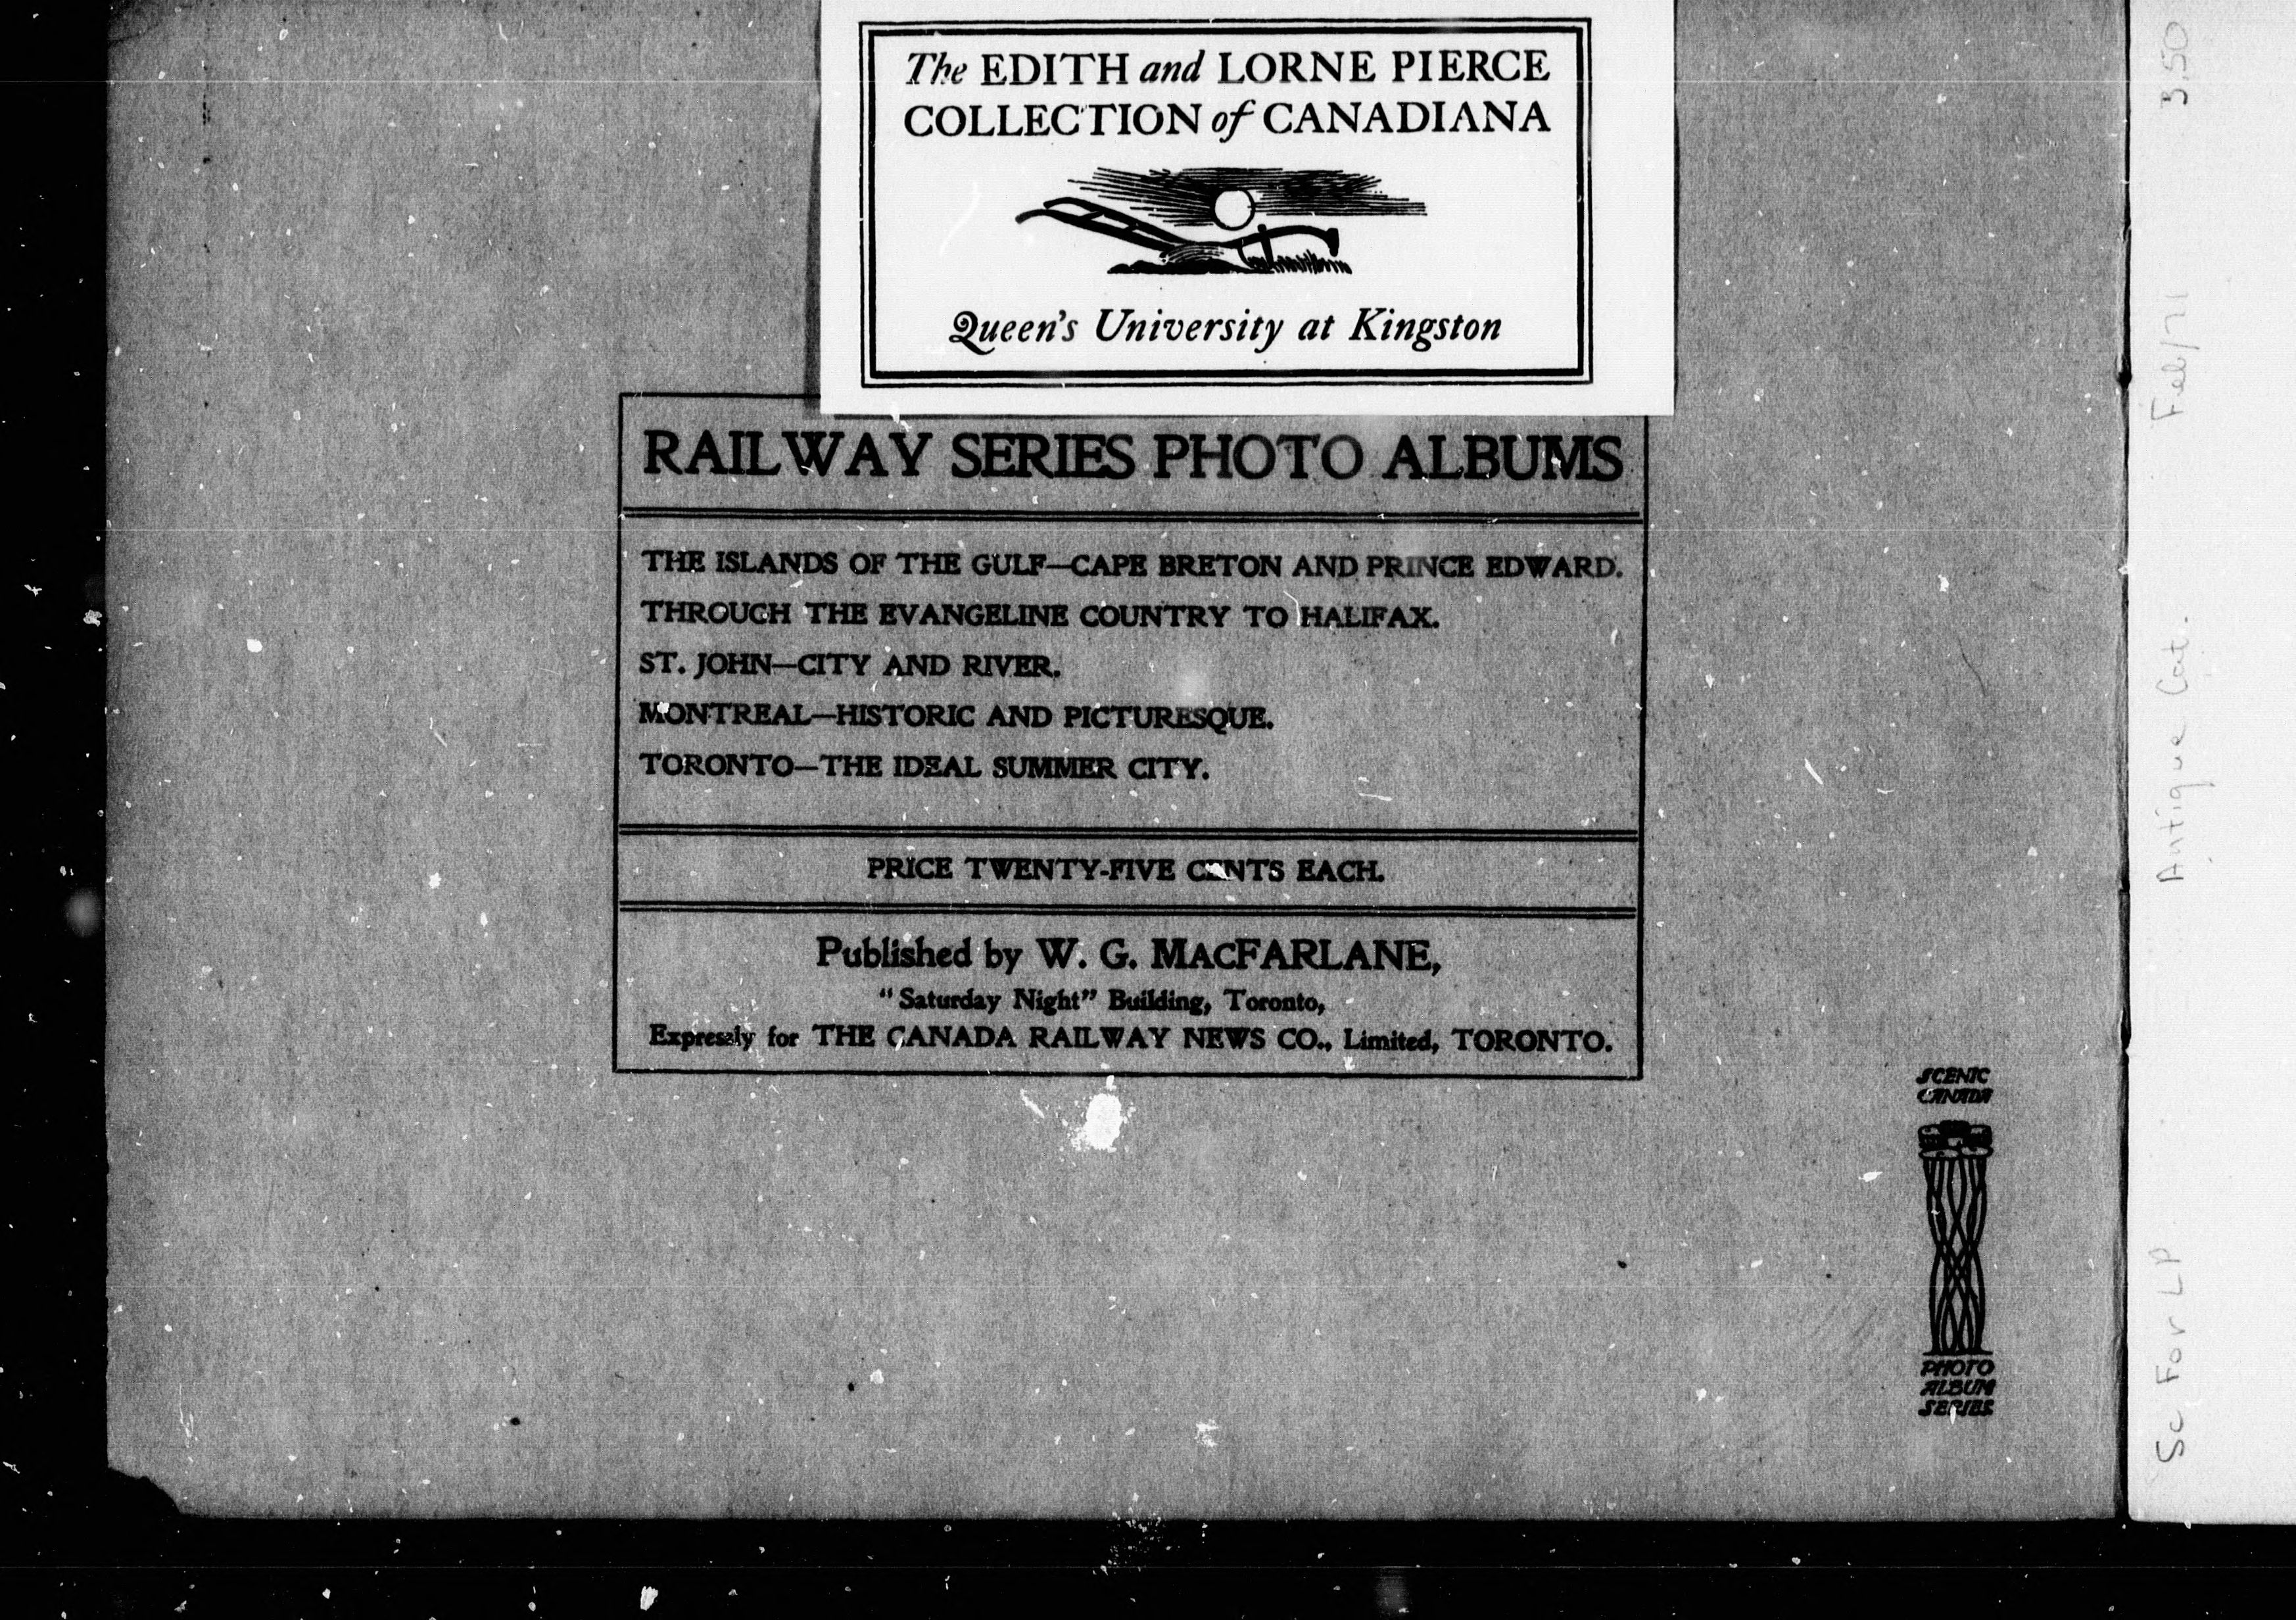 The EDITH and LORNE PIERCE
COLLECTION of CANADIANA
Queen's University at Kingston
RAILWAY SERIES PHOTO ALBUMS
THE ISLANDS OF THE GULF—CAPE BRETON AND PRINCE EDWARD.
THROUGH THE EVANGELINE COUNTRY TO HALIFAX.
ST. JOHN—CITY AND RIVER.
MONTREAL—HISTORIC AND PICTURESQUE.
TORONTO—THE IDEAL SUMMER CITY.
PRICE TWENTY-FIVE CENTS EACH.
Published by W. G. MACFARLANE,
"Saturday Night" Building, Toronto,
Expressly for THE CANADA RAILWAY NEWS CO., Limited, TORONTO.
SCENIC
CANADA
PHOTO
ALBUM
SERIES
Sc For LP Antique Cat. Feb/71 3.50